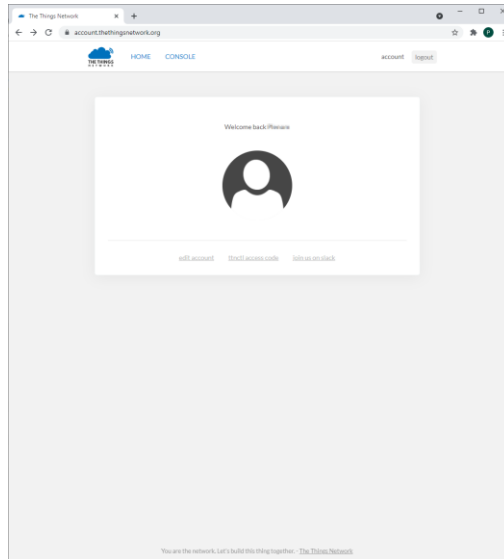 The Things Network
account.thethingsnetwork.org
P
THE THINGS
NETWORK
HOME CONSOLE account logout
Welcome back Plieniare
edit account ttnctl access code join us on slack
You are the network. Let's build this thing together. - The Things Network